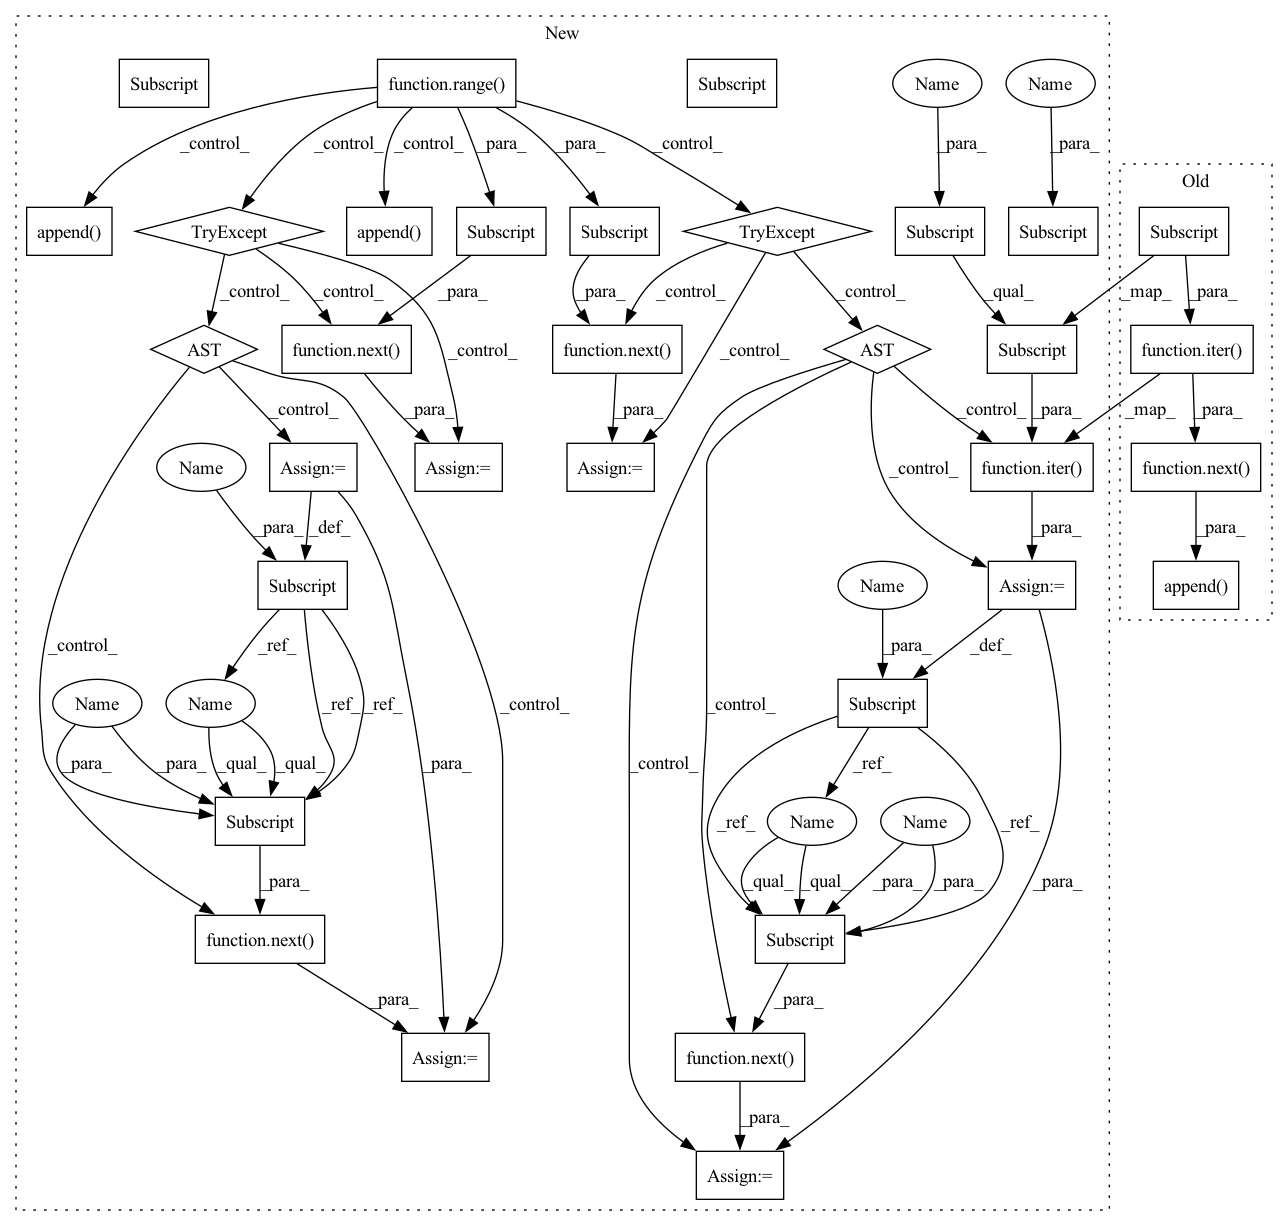 New
Subscript
function.range()
Subscript
Name
Name
_control_
_control_
_control_
_para_
_para_
_control_
_para_
_para_
Old
append()
TryExcept
append()
Subscript
Subscript
TryExcept
Subscript
Subscript
Subscript
_control_
_control_
_para_
_para_
_control_
_control_
_qual_
_map_
_para_
AST
function.next()
_control_
function.next()
_control_
AST
Subscript
function.iter()
_control_
_para_
_para_
_control_
_para_
_map_
_para_
Name
Assign:=
Assign:=
Assign:=
_control_
function.iter()
function.next()
_para_
_def_
_para_
_para_
Subscript
Name
Assign:=
append()
_control_
_ref_
_para_
_def_
Name
Name
_ref_
_ref_
_control_
_control_
Subscript
_para_
_para_
_qual_
_qual_
_para_
_control_
_ref_
Subscript
_ref_
Name
Name
_ref_
_para_
_qual_
_qual_
_para_
_para_
_para_
function.next()
Subscript
_para_
_para_
Assign:=
function.next()
_para_
Assign:=